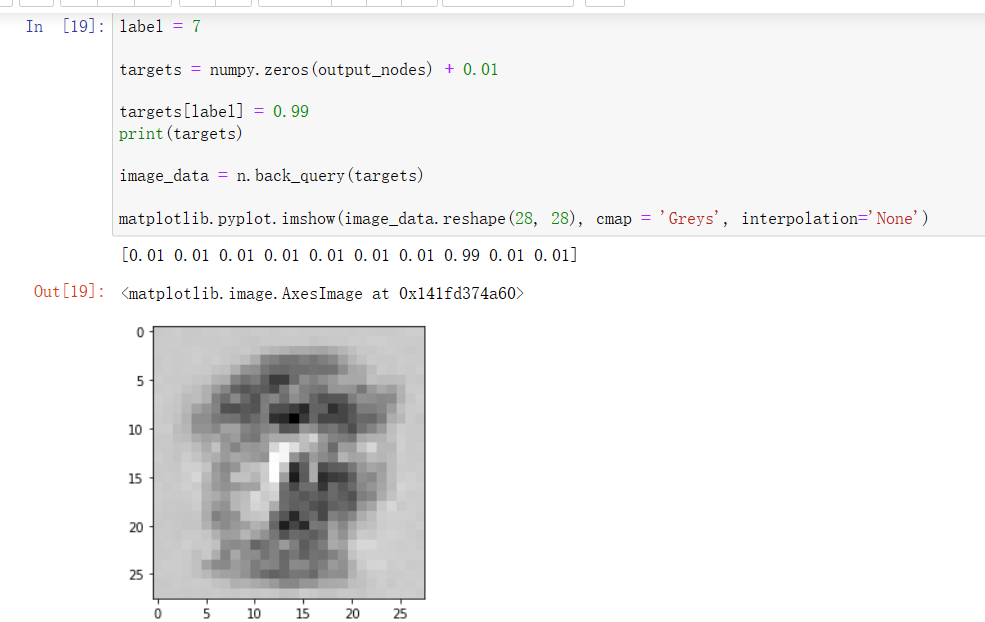 In [19]: label = 7
targets = numpy.zeros(output_nodes) + 0.01
targets[label] = 0.99
print(targets)
image_data = n.back_query(targets)
matplotlib.pyplot.imshow(image_data.reshape(28, 28), cmap = 'Greys', interpolation='None')
[0.01 0.01 0.01 0.01 0.01 0.01 0.01 0.99 0.01 0.01]
Out[19]: <matplotlib.image.AxesImage at 0x141fd374a60>
0
5
10
15
20
25
0 5 10 15 20 25